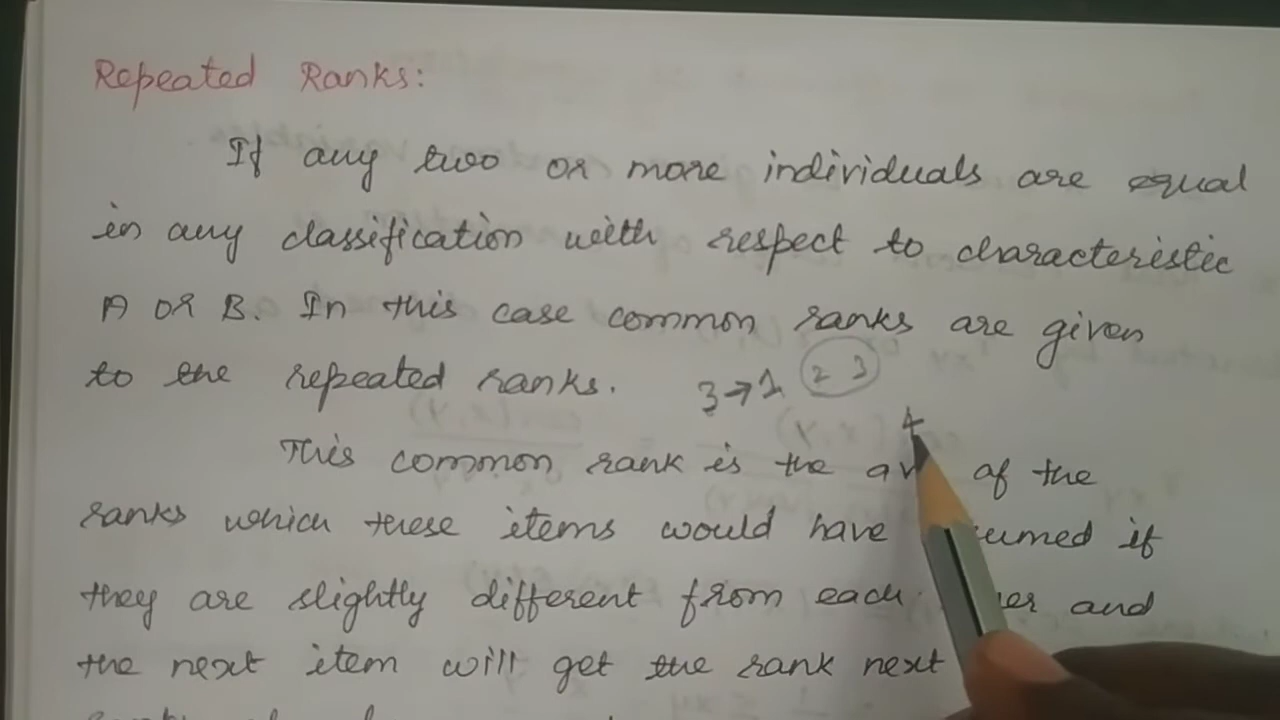 Repeated Ranks:
If any two or more individuals are equal
in any classification with respect to characteristic
A or B. In this case common ranks are given
to the repeated ranks. 3→1 2 3
4
This common rank is the of the
ranks which these items would have if
they are slightly different from each and
the next item will get the rank next